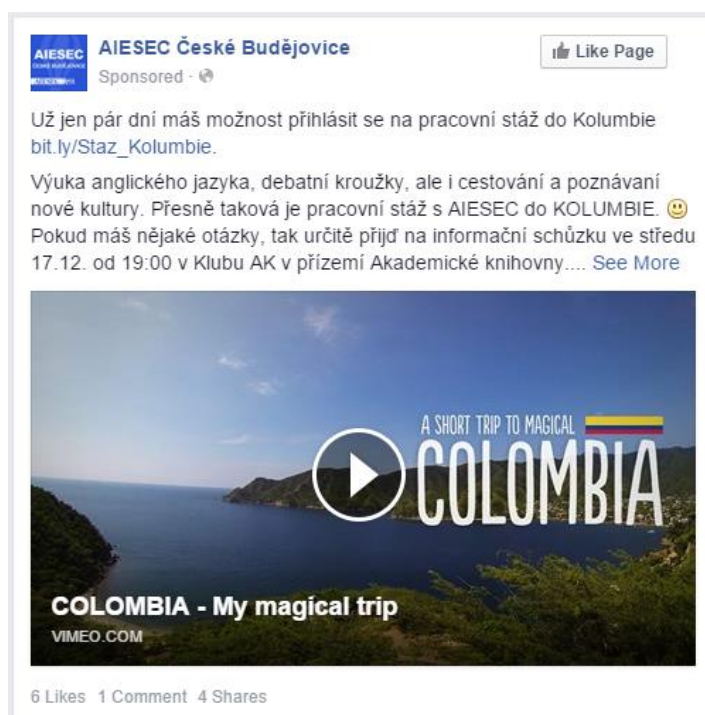 AIESEC
AIESEC České Budějovice
Like Page
Sponsored ·
Už jen pár dní máš možnost přihlásit se na pracovní stáž do Kolumbie
bit.ly/Staz_Kolumbie.
Výuka anglického jazyka, debatní kroužky, ale i cestování a poznávaní
nové kultury. Přesně taková je pracovní stáž s AIESEC do KOLUMBIE.
Pokud máš nějaké otázky, tak určitě přijď na informační schůzku ve středu
17.12. od 19:00 v Klubu AK v přízemí Akademické knihovny.... See More
A SHORT TRIP TO MAGICAL
COLOMBIA
COLOMBIA - My magical trip
VIMEO.COM
6 Likes 1 Comment 4 Shares